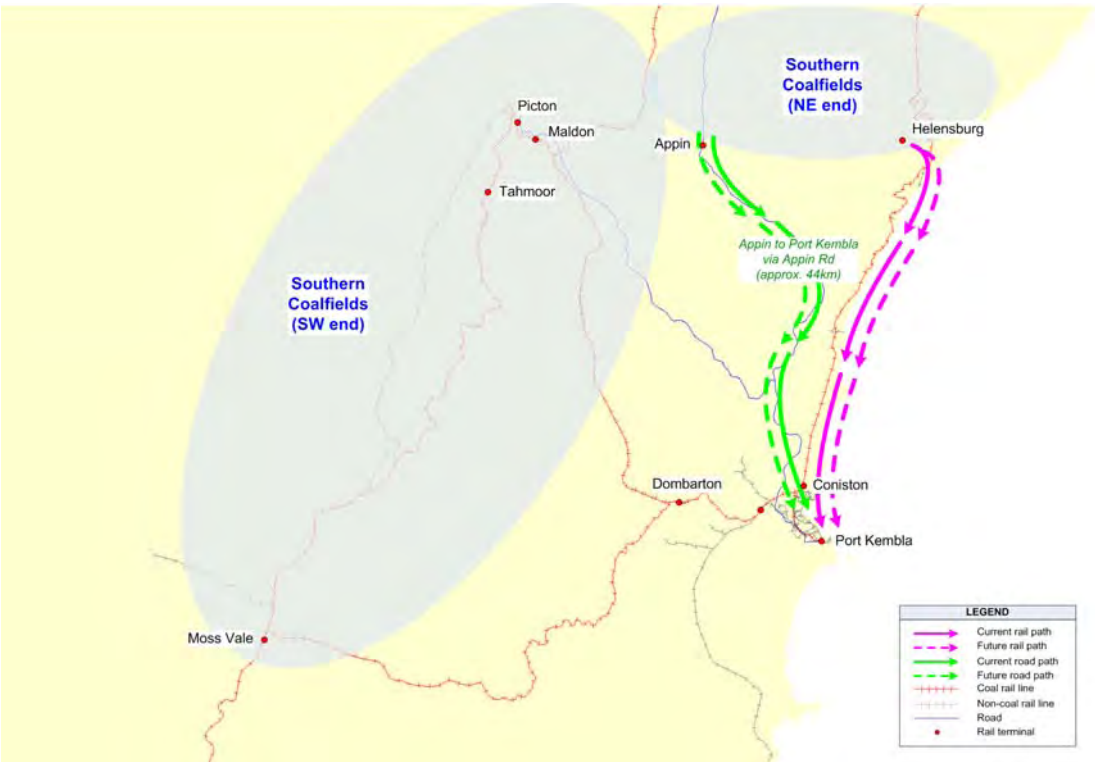 Southern
Coalfields
(NE end)
Picton
Maldon
Helensburg
Appin
Tahmoor
Appin to Port Kembla
via Appin Rd
(approx. 44km)
Southern
Coalfields
(SW end)
Dombarton
Coniston
Port Kembla
Moss Vale
LEGEND
Current rail path
Future rail path
Current road path
Future road path
Coal rail line
Non-coal rail line
Road
Rail terminal